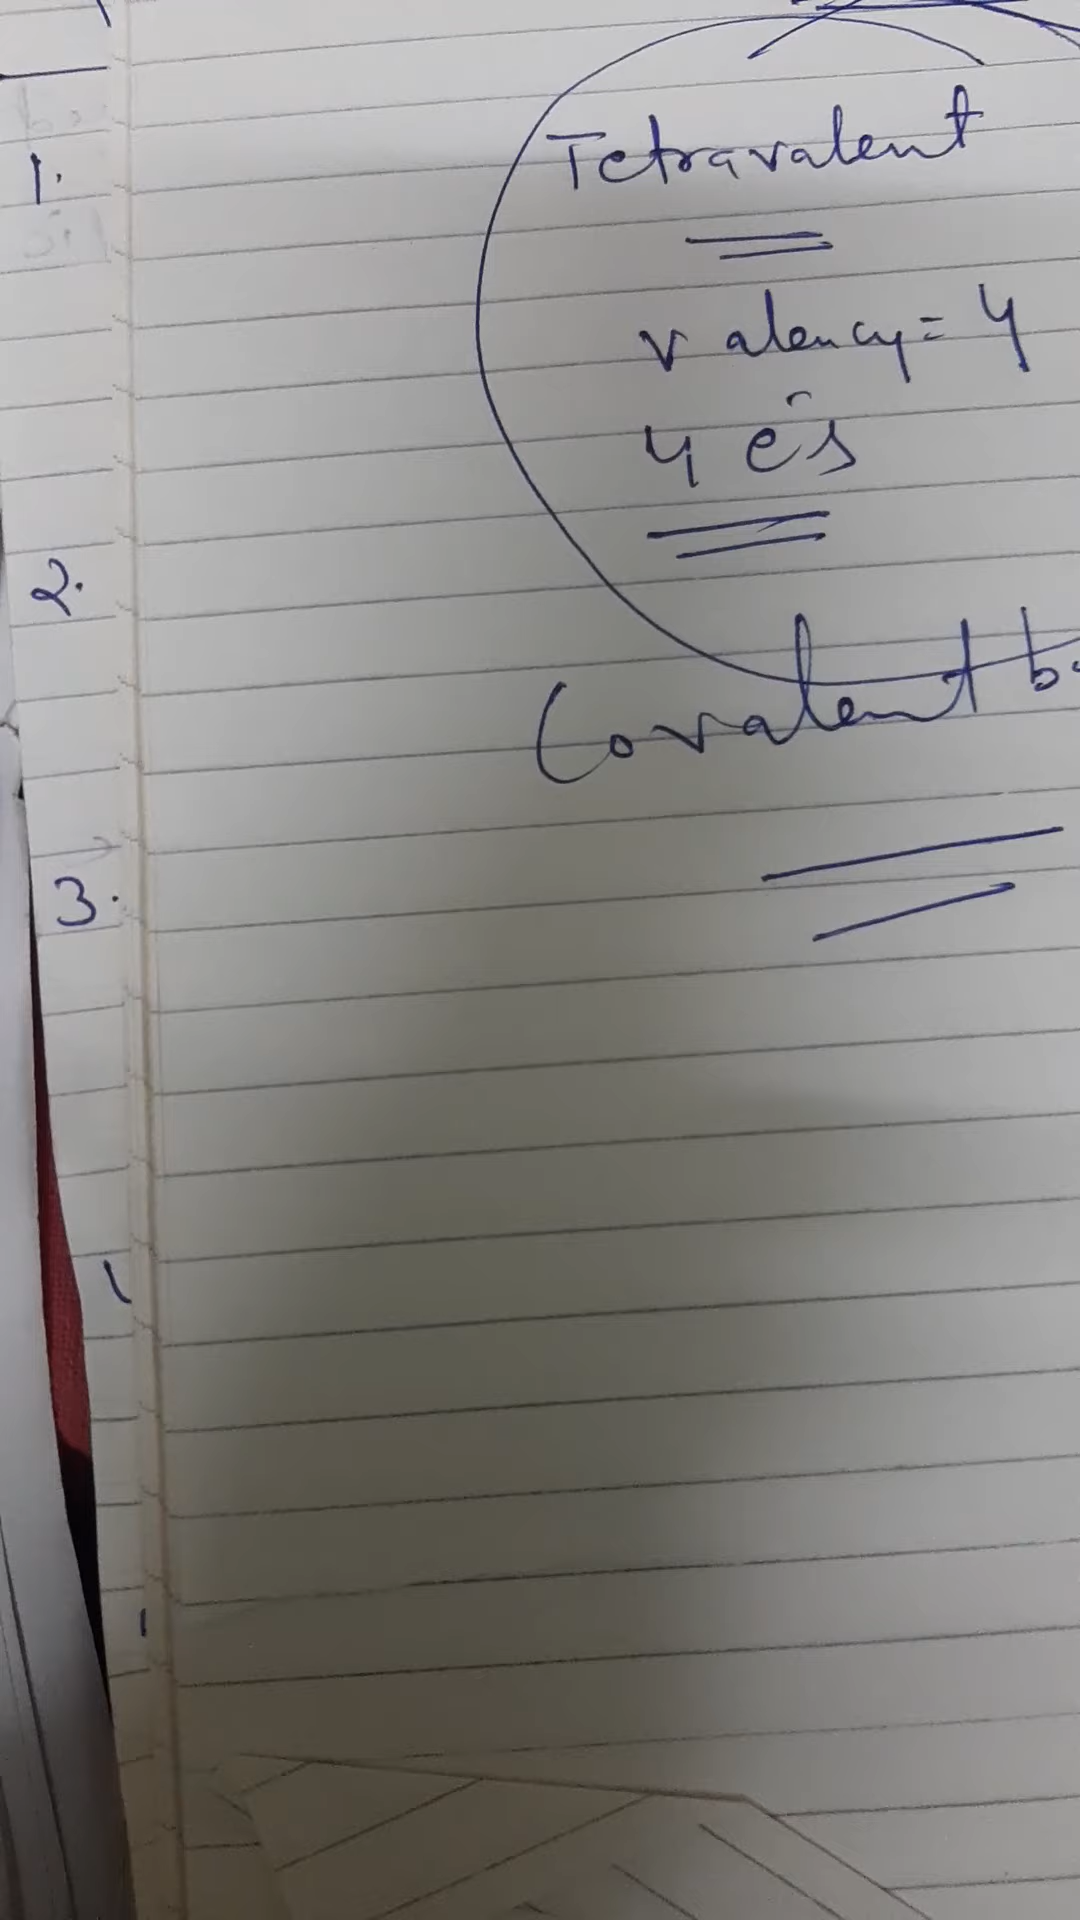 1.
Tetravalent
valency = 4
4 e⁻s
2.
Covalent
3.